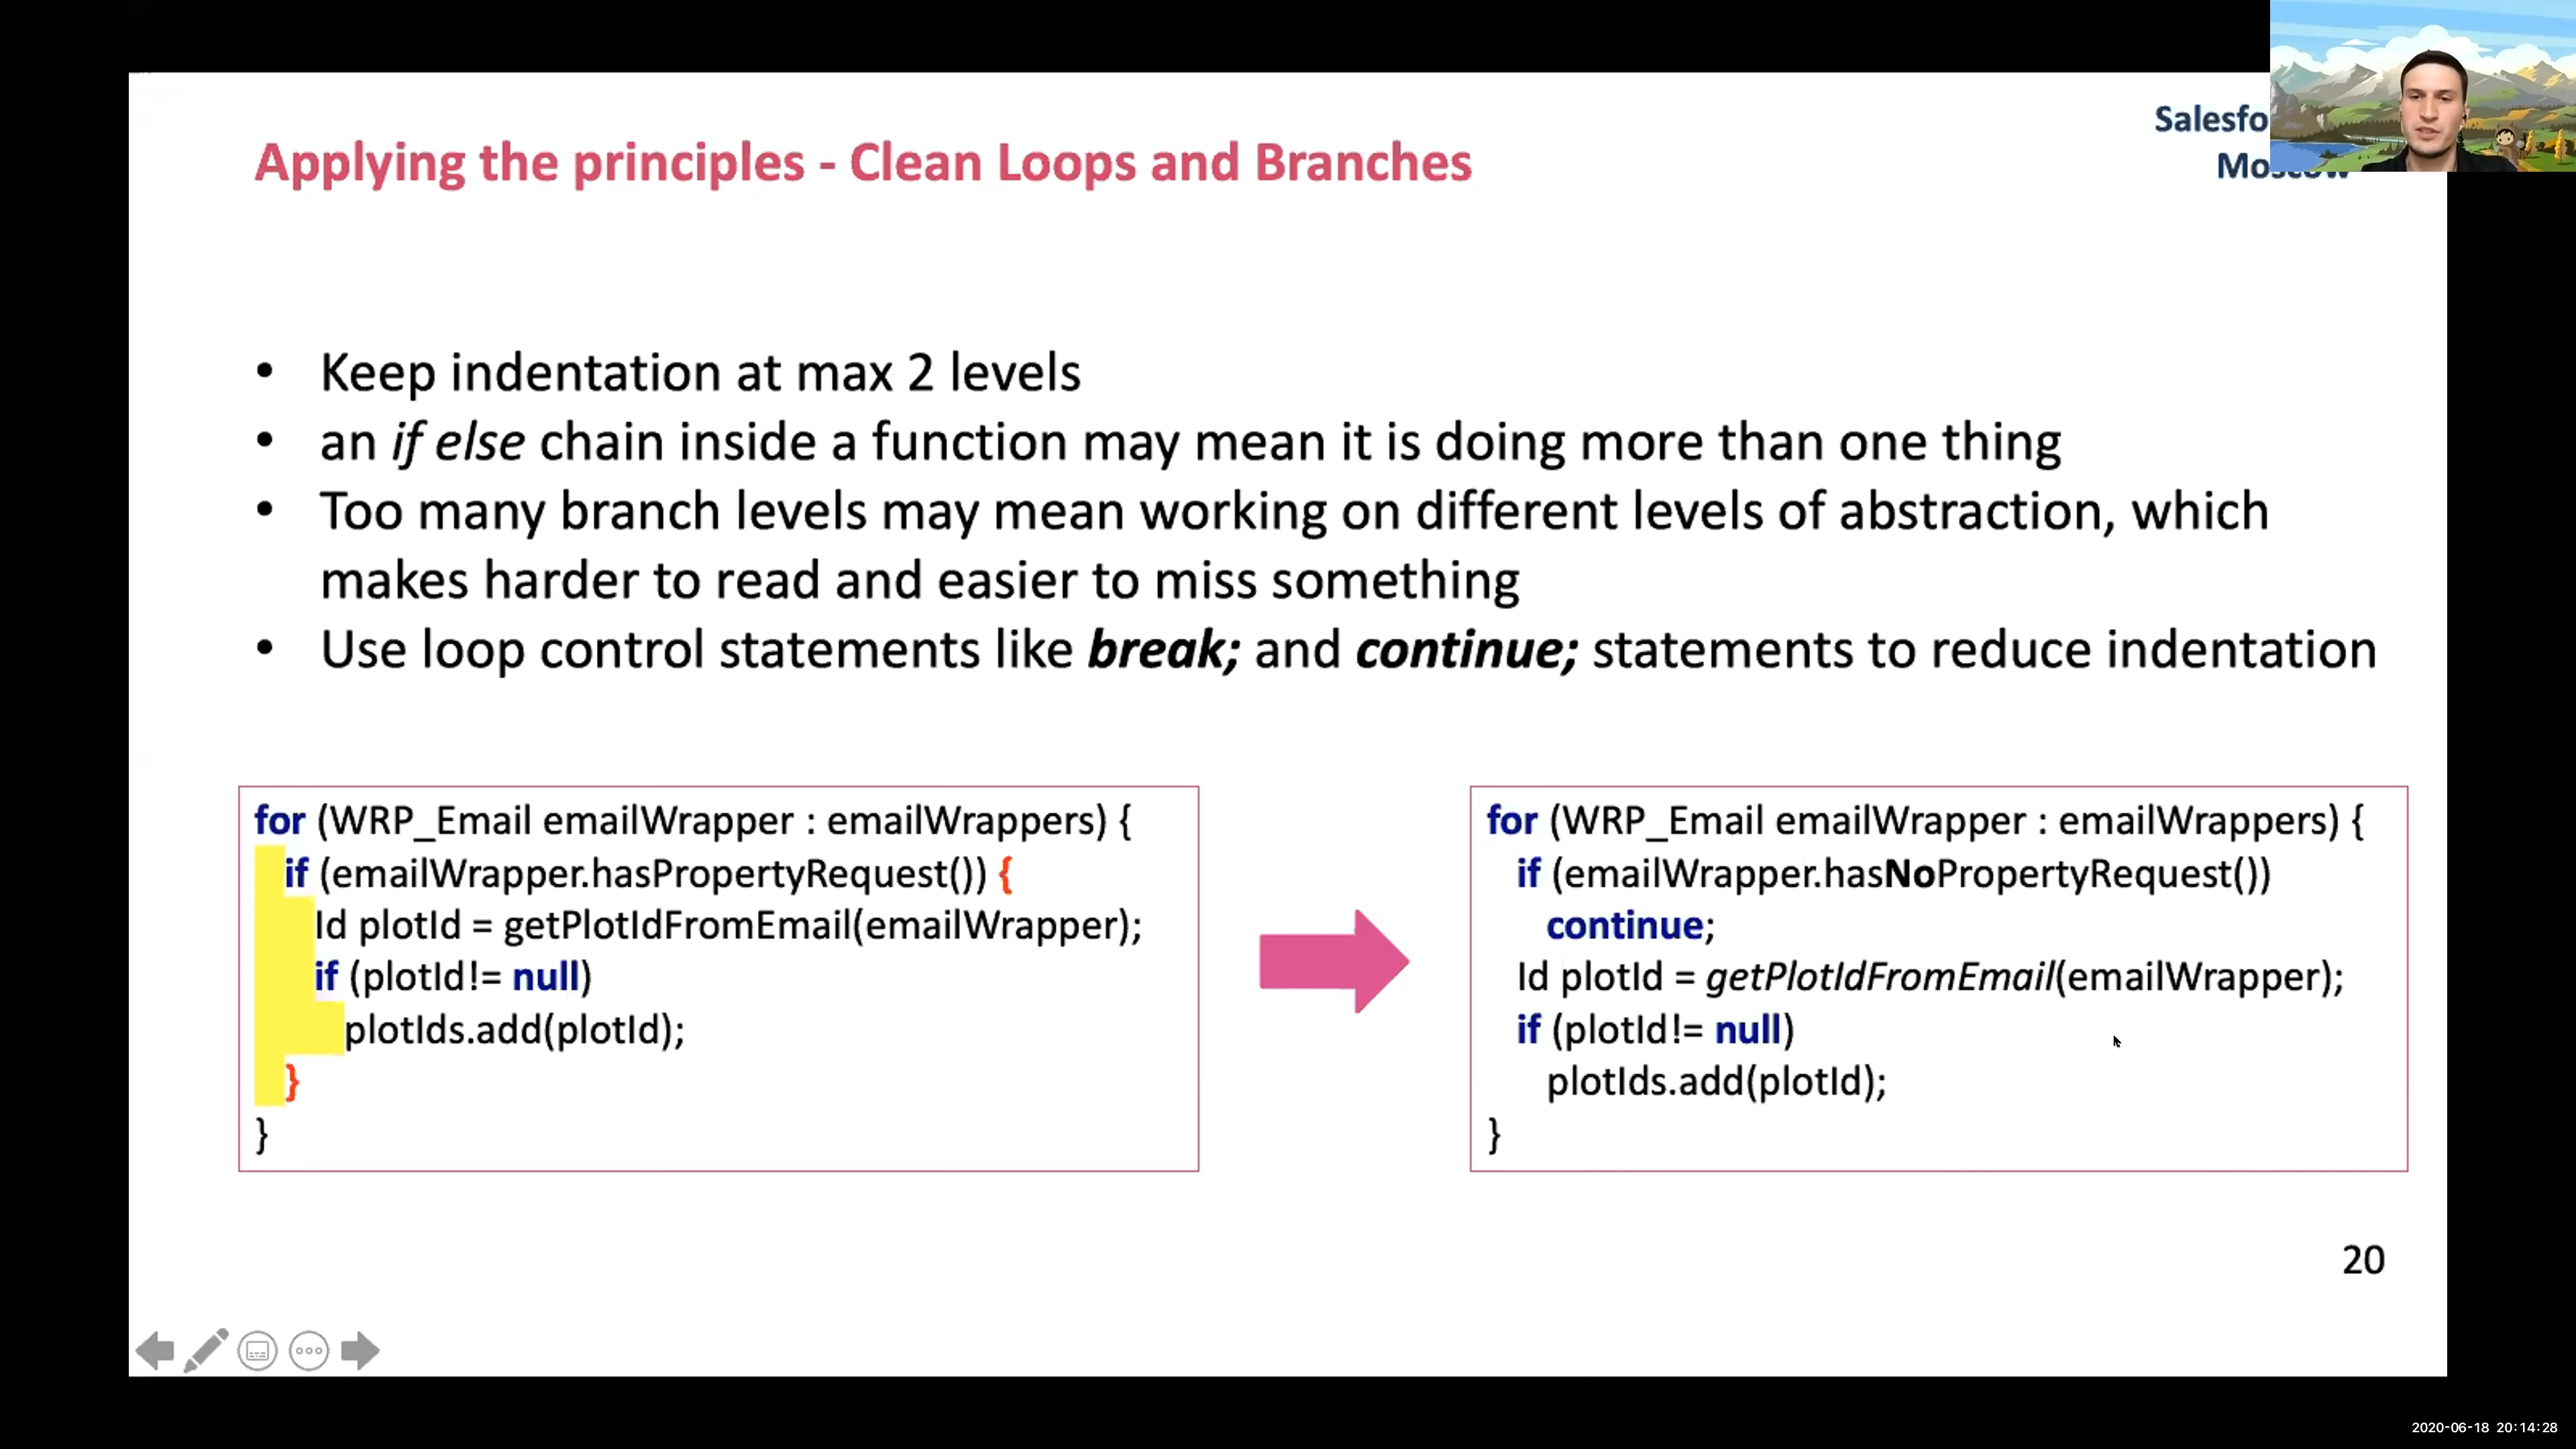 Applying the principles - Clean Loops and Branches
Salesfo
Moscow
• Keep indentation at max 2 levels
• an if else chain inside a function may mean it is doing more than one thing
• Too many branch levels may mean working on different levels of abstraction, which
makes harder to read and easier to miss something
• Use loop control statements like break; and continue; statements to reduce indentation
for (WRP_Email emailWrapper : emailWrappers) {
if (emailWrapper.hasPropertyRequest()) {
Id plotId = getPlotIdFromEmail(emailWrapper);
if (plotId!= null)
plotIds.add(plotId);
}
}
for (WRP_Email emailWrapper : emailWrappers) {
if (emailWrapper.hasNoPropertyRequest())
continue;
Id plotId = getPlotIdFromEmail(emailWrapper);
if (plotId!= null)
plotIds.add(plotId);
}
20
2020-06-18 20:14:28